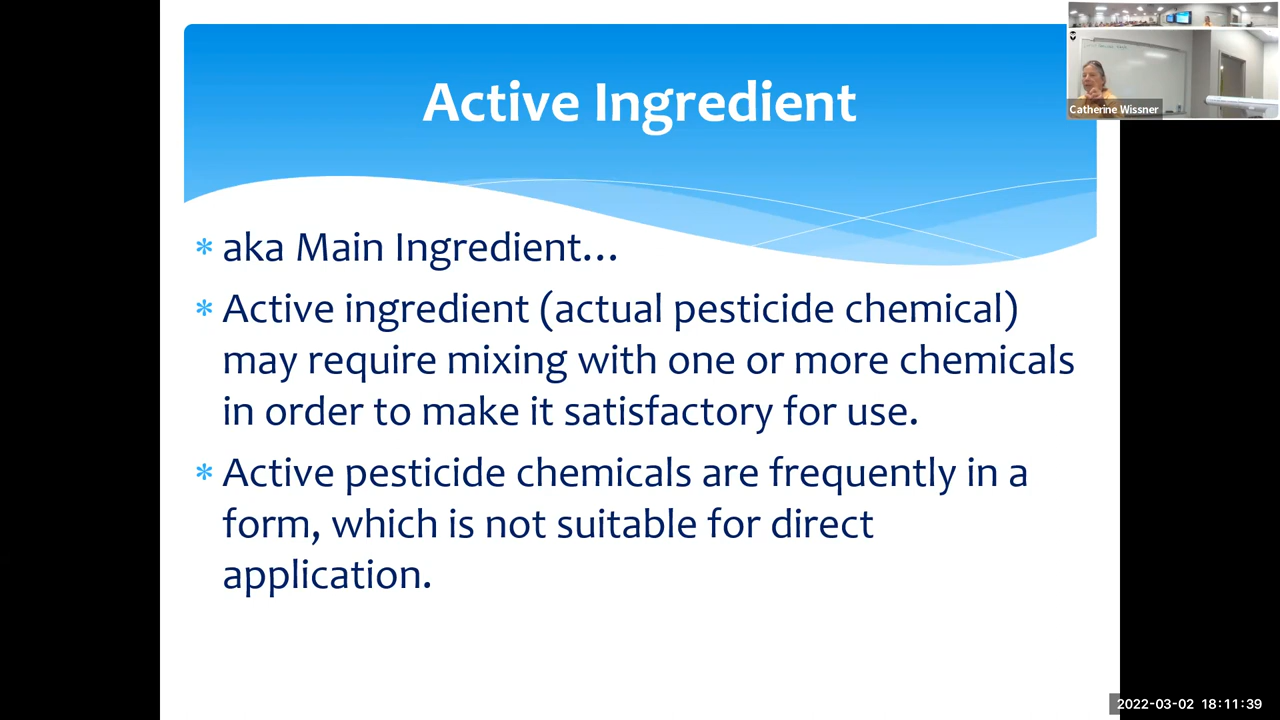 Active Ingredient
Catherine Wissner
* aka Main Ingredient...
* Active ingredient (actual pesticide chemical)
may require mixing with one or more chemicals
in order to make it satisfactory for use.
* Active pesticide chemicals are frequently in a
form, which is not suitable for direct
application.
2022-03-02 18:11:39